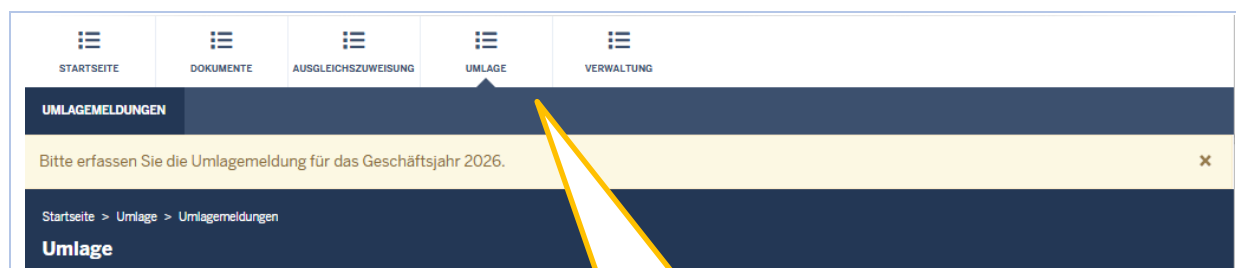 STARTSEITE DOKUMENTE AUSGLEICHSZUWEISUNG UMLAGE VERWALTUNG
UMLAGEMELDUNGEN
Bitte erfassen Sie die Umlagemeldung für das Geschäftsjahr 2026. ×
Startseite > Umlage > Umlagemeldungen
Umlage